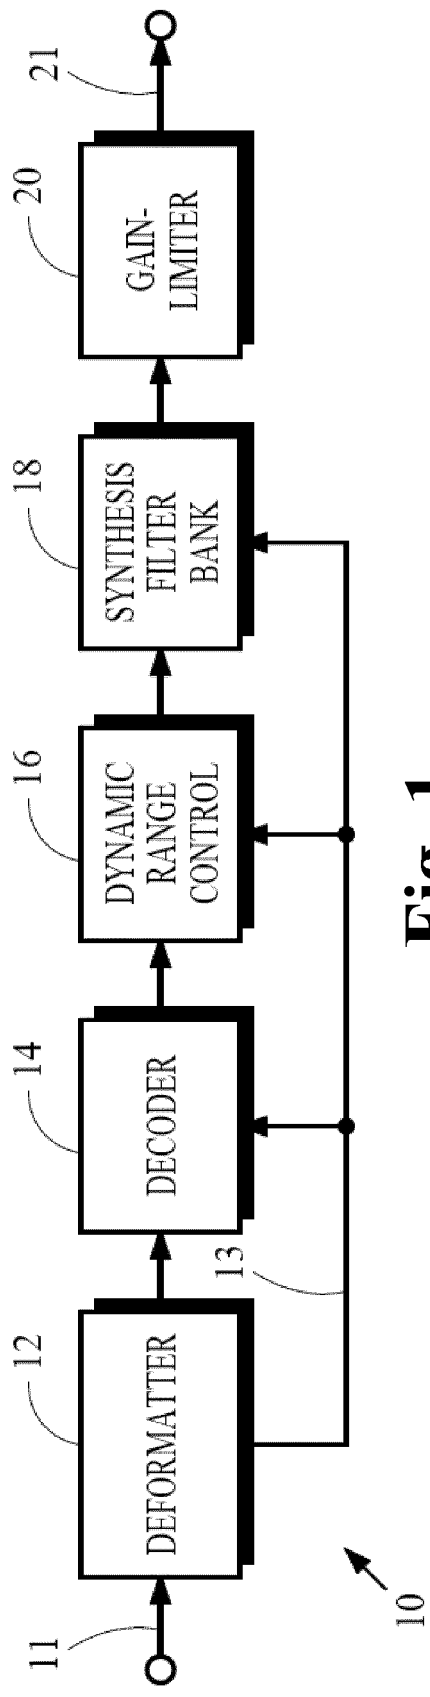 11
12
DEFORMATTER
13
14
DECODER
16
DYNAMIC
RANGE
CONTROL
18
SYNTHESIS
FILTER
BANK
20
GAIN-
LIMITER
21
10
Fig. 1